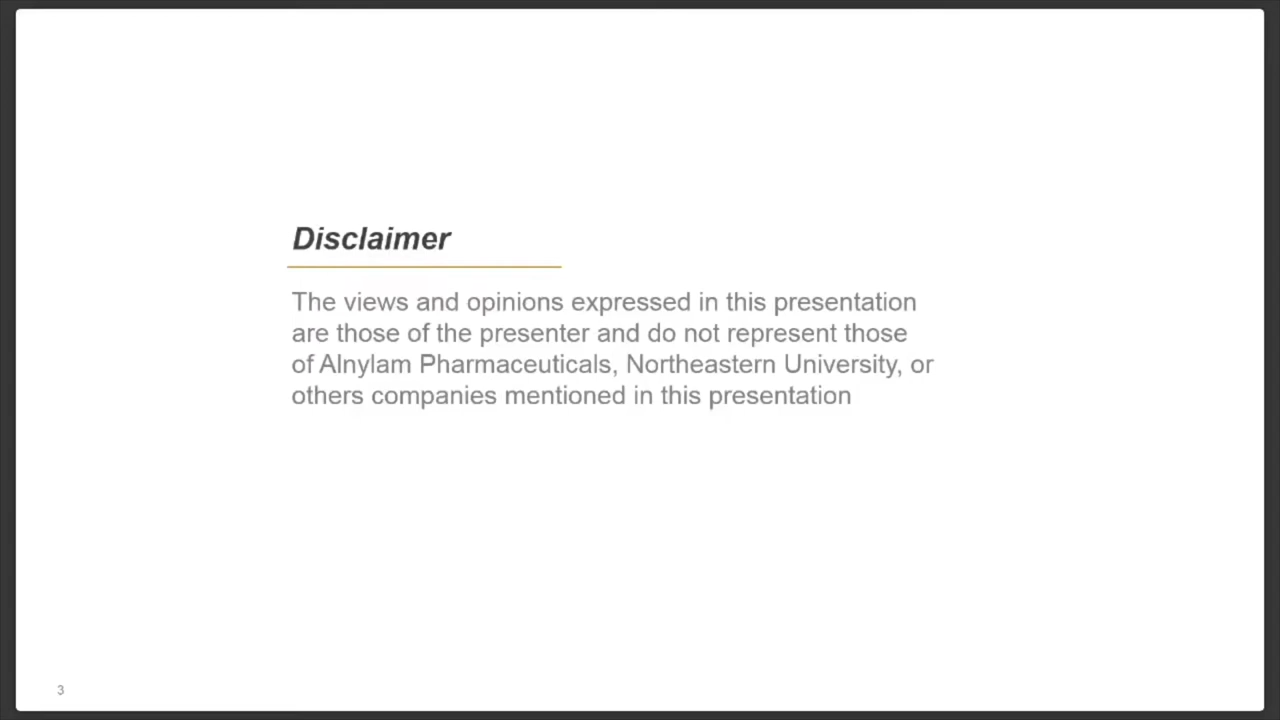 Disclaimer
The views and opinions expressed in this presentation
are those of the presenter and do not represent those
of Alnylam Pharmaceuticals, Northeastern University, or
others companies mentioned in this presentation
3